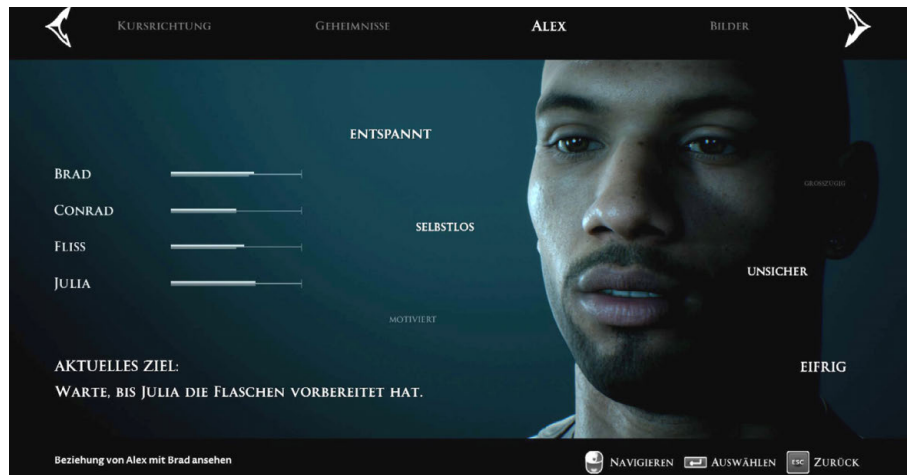 KURSRICHTUNG GEHEIMNISSE ALEX BILDER
ENTSPANNT
BRAD
GROSSZÜGIG
CONRAD
SELBSTLOS
FLISS
UNSICHER
JULIA
MOTIVIERT
AKTUELLES ZIEL:
EIFRIG
WARTE, BIS JULIA DIE FLASCHEN VORBEREITET HAT.
Beziehung von Alex mit Brad ansehen
NAVIGIEREN AUSWÄHLEN ESC ZURÜCK